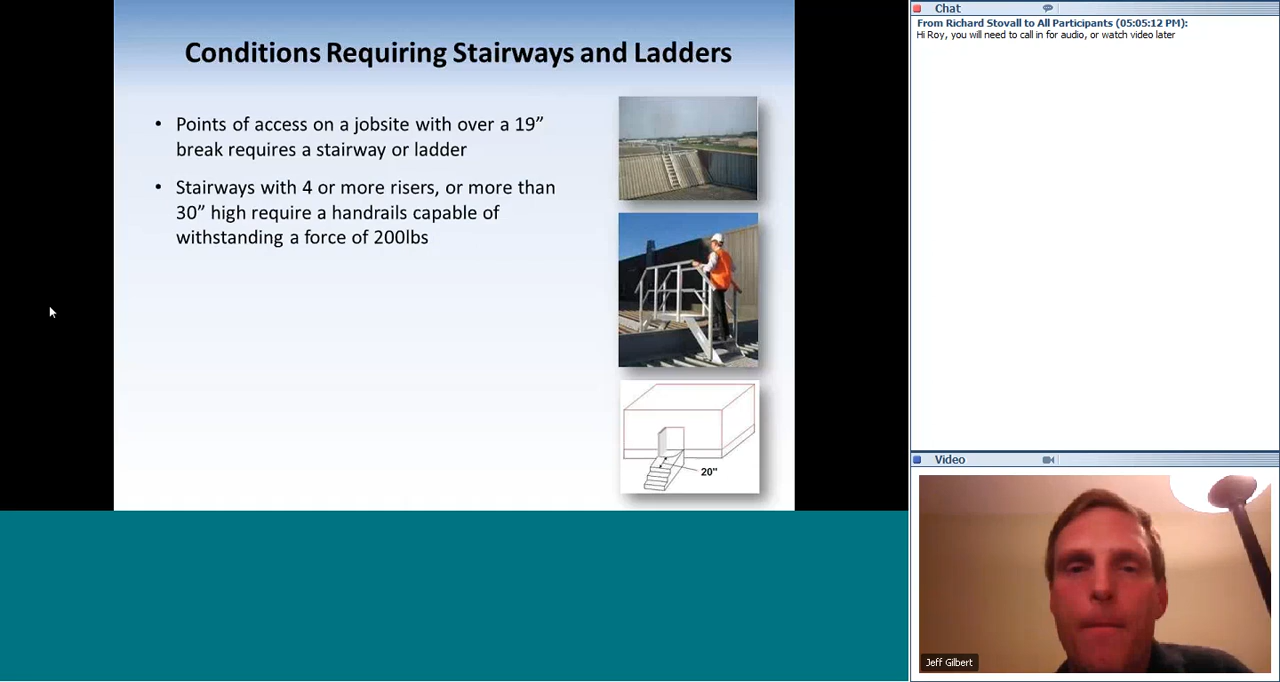 Conditions Requiring Stairways and Ladders
• Points of access on a jobsite with over a 19” 
break requires a stairway or ladder
• Stairways with 4 or more risers, or more than
30” high require a handrails capable of
withstanding a force of 200lbs
20"
Chat
From Richard Stovall to All Participants (05:05:12 PM):
Hi Roy, you will need to call in for audio, or watch video later
Video
Jeff Gilbert